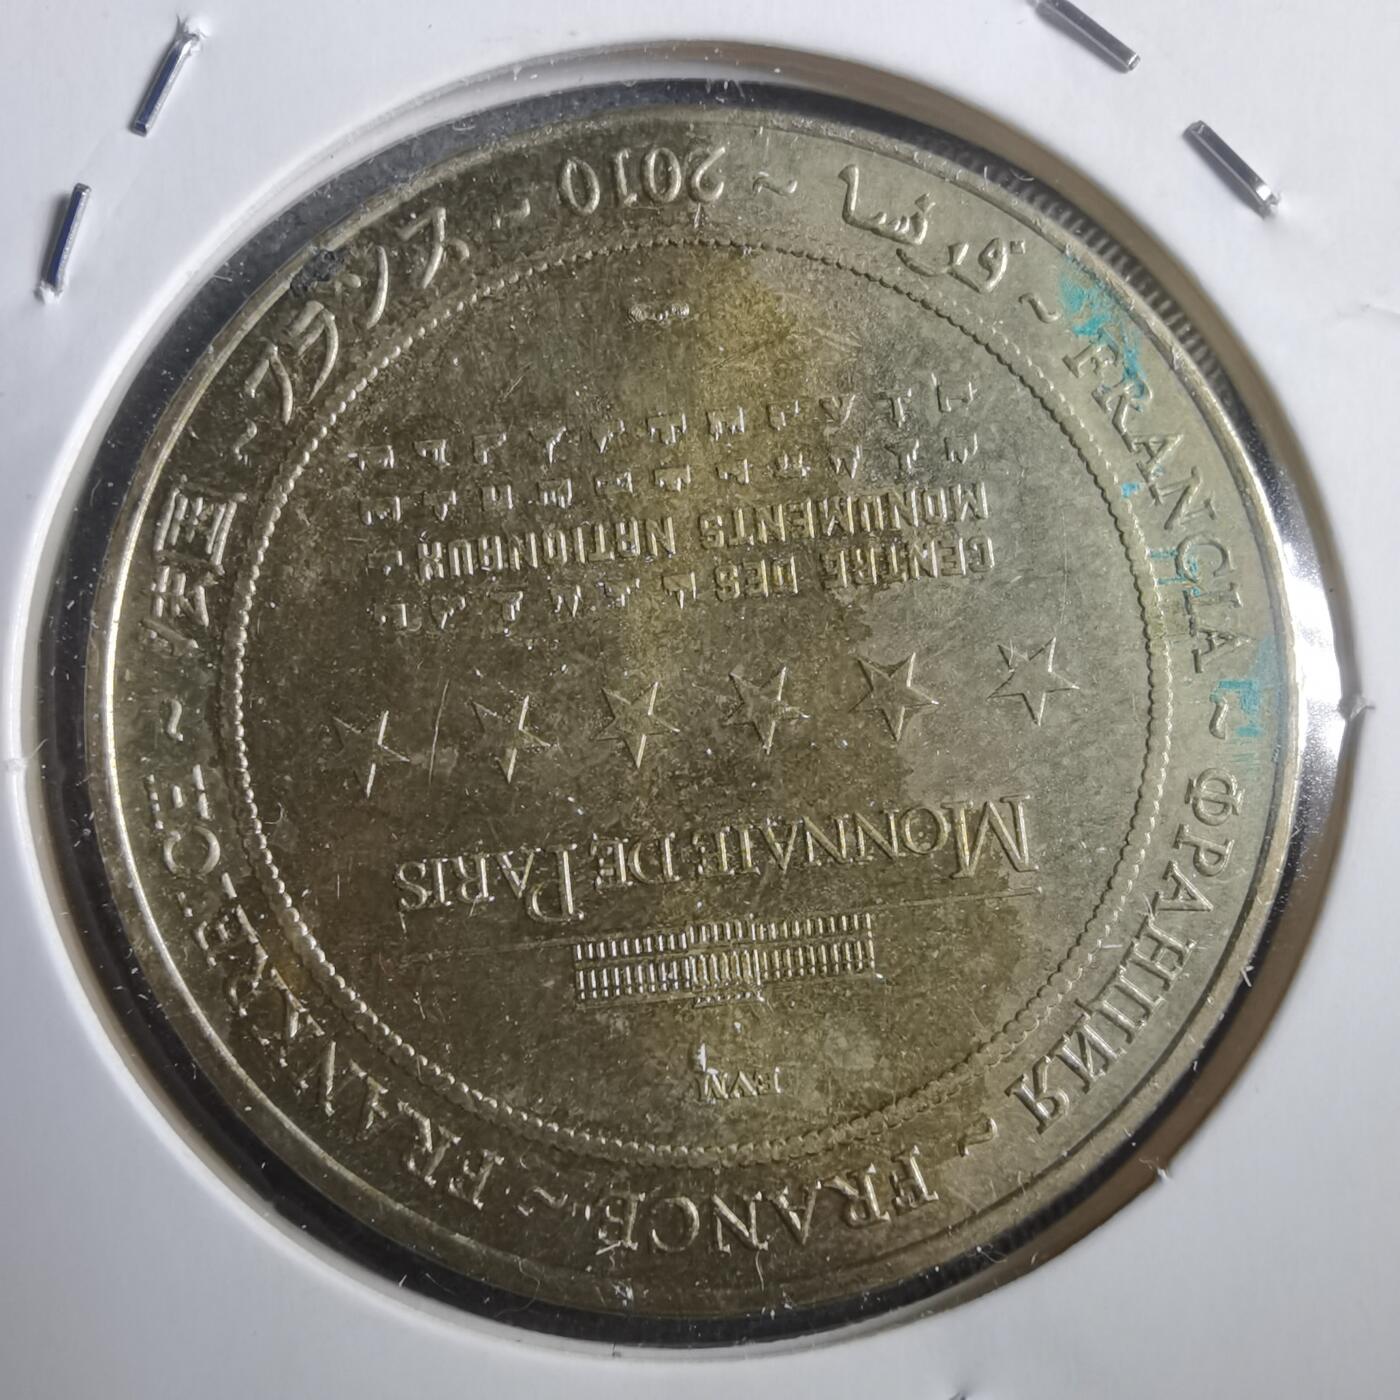 FRANCE ~ FRANKREICH ~ 法国 ~ フランス ~ 2010 ~ فرنسا ~ FRANCIA ~ ФРАНЦИЯ ~
EVM
MONNAIE DE PARIS
CENTRE DES
MONUMENTS NATIONAUX